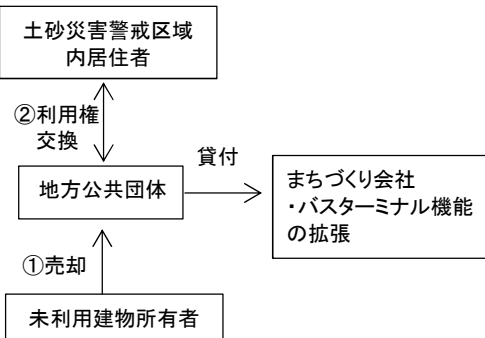 土砂災害警戒区域
内居住者
②利用権
交換
地方公共団体
貸付
まちづくり会社
・バスターミナル機能
の拡張
①売却
未利用建物所有者